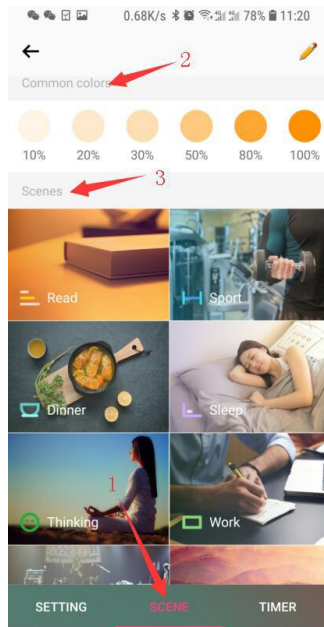 0.68K/s 78% 11:20
2
Common colors
10% 20% 30% 50% 80% 100%
3
Scenes
Read Sport
Dinner Sleep
1
Thinking Work
SETTING SCENE TIMER